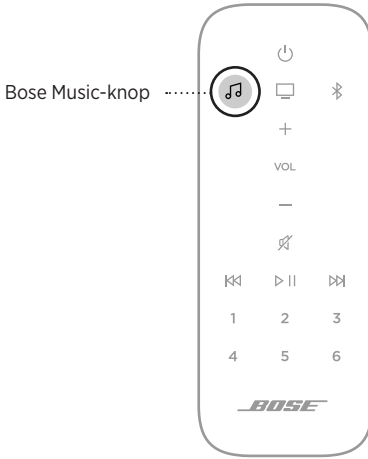 Bose Music-knop
VOL
1 2 3
4 5 6
BOSE